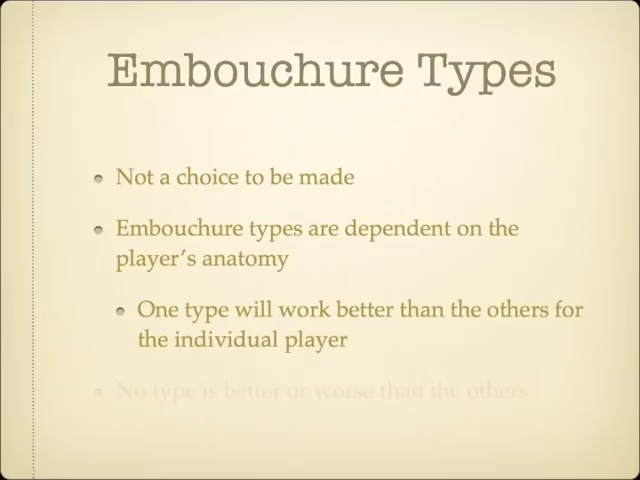 Embouchure Types
Not a choice to be made
Embouchure types are dependent on the
player's anatomy
One type will work better than the others for
the individual player
No type is better or worse than the others